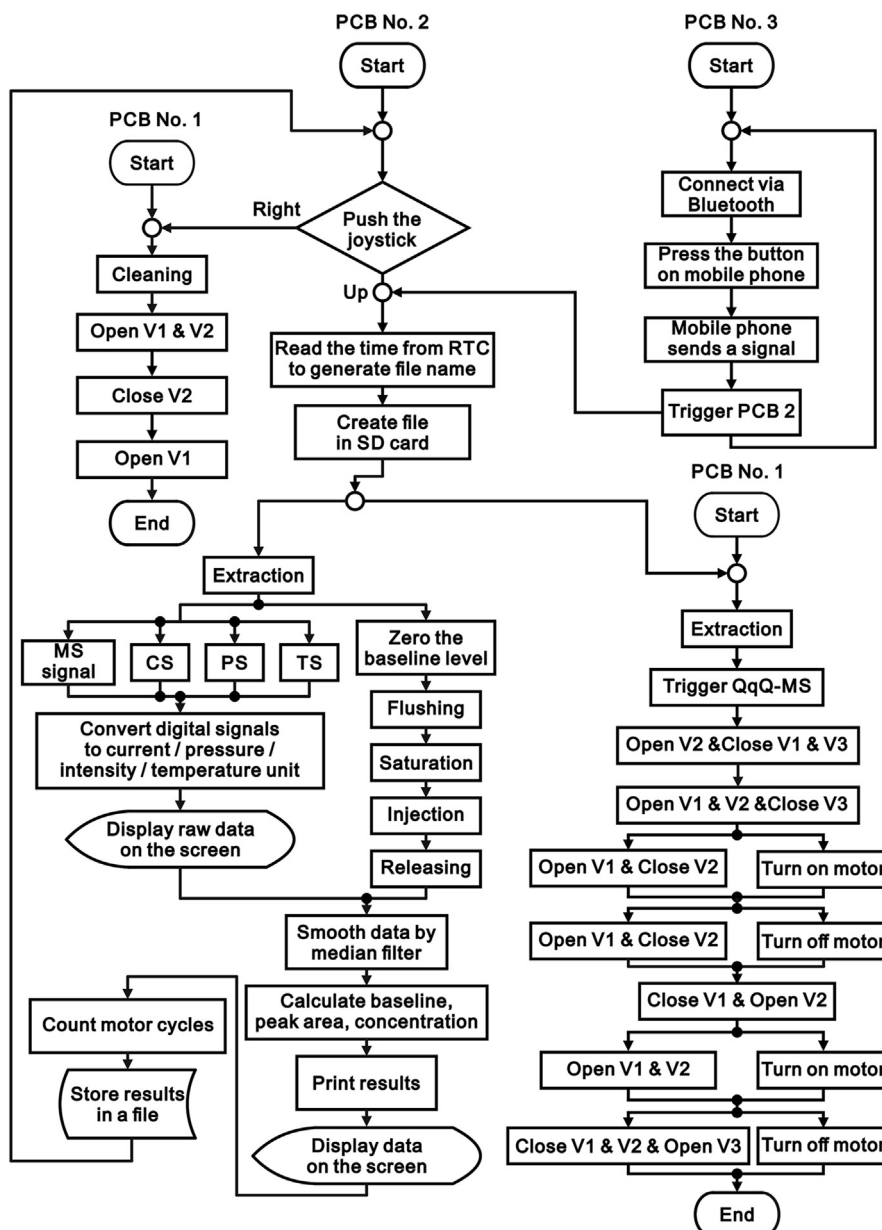 PCB No. 2
Start
PCB No. 3
Start
PCB No. 1
Start
Right
Push the
joystick
Up
Connect via
Bluetooth
Press the button
on mobile phone
Mobile phone
sends a signal
Trigger PCB 2
Cleaning
Open V1 & V2
Close V2
Open V1
End
Read the time from RTC
to generate file name
Create file
in SD card
Extraction
MS
signal
CS
PS
TS
Convert digital signals
to current / pressure /
intensity / temperature unit
Display raw data
on the screen
Zero the
baseline level
Flushing
Saturation
Injection
Releasing
Smooth data by
median filter
Calculate baseline,
peak area, concentration
Print results
Display data
on the screen
Count motor cycles
Store results
in a file
PCB No. 1
Start
Extraction
Trigger QqQ-MS
Open V2 &Close V1 & V3
Open V1 & V2 &Close V3
Open V1 & Close V2
Turn on motor
Open V1 & Close V2
Turn off motor
Close V1 & Open V2
Open V1 & V2
Turn on motor
Close V1 & V2 & Open V3
Turn off motor
End